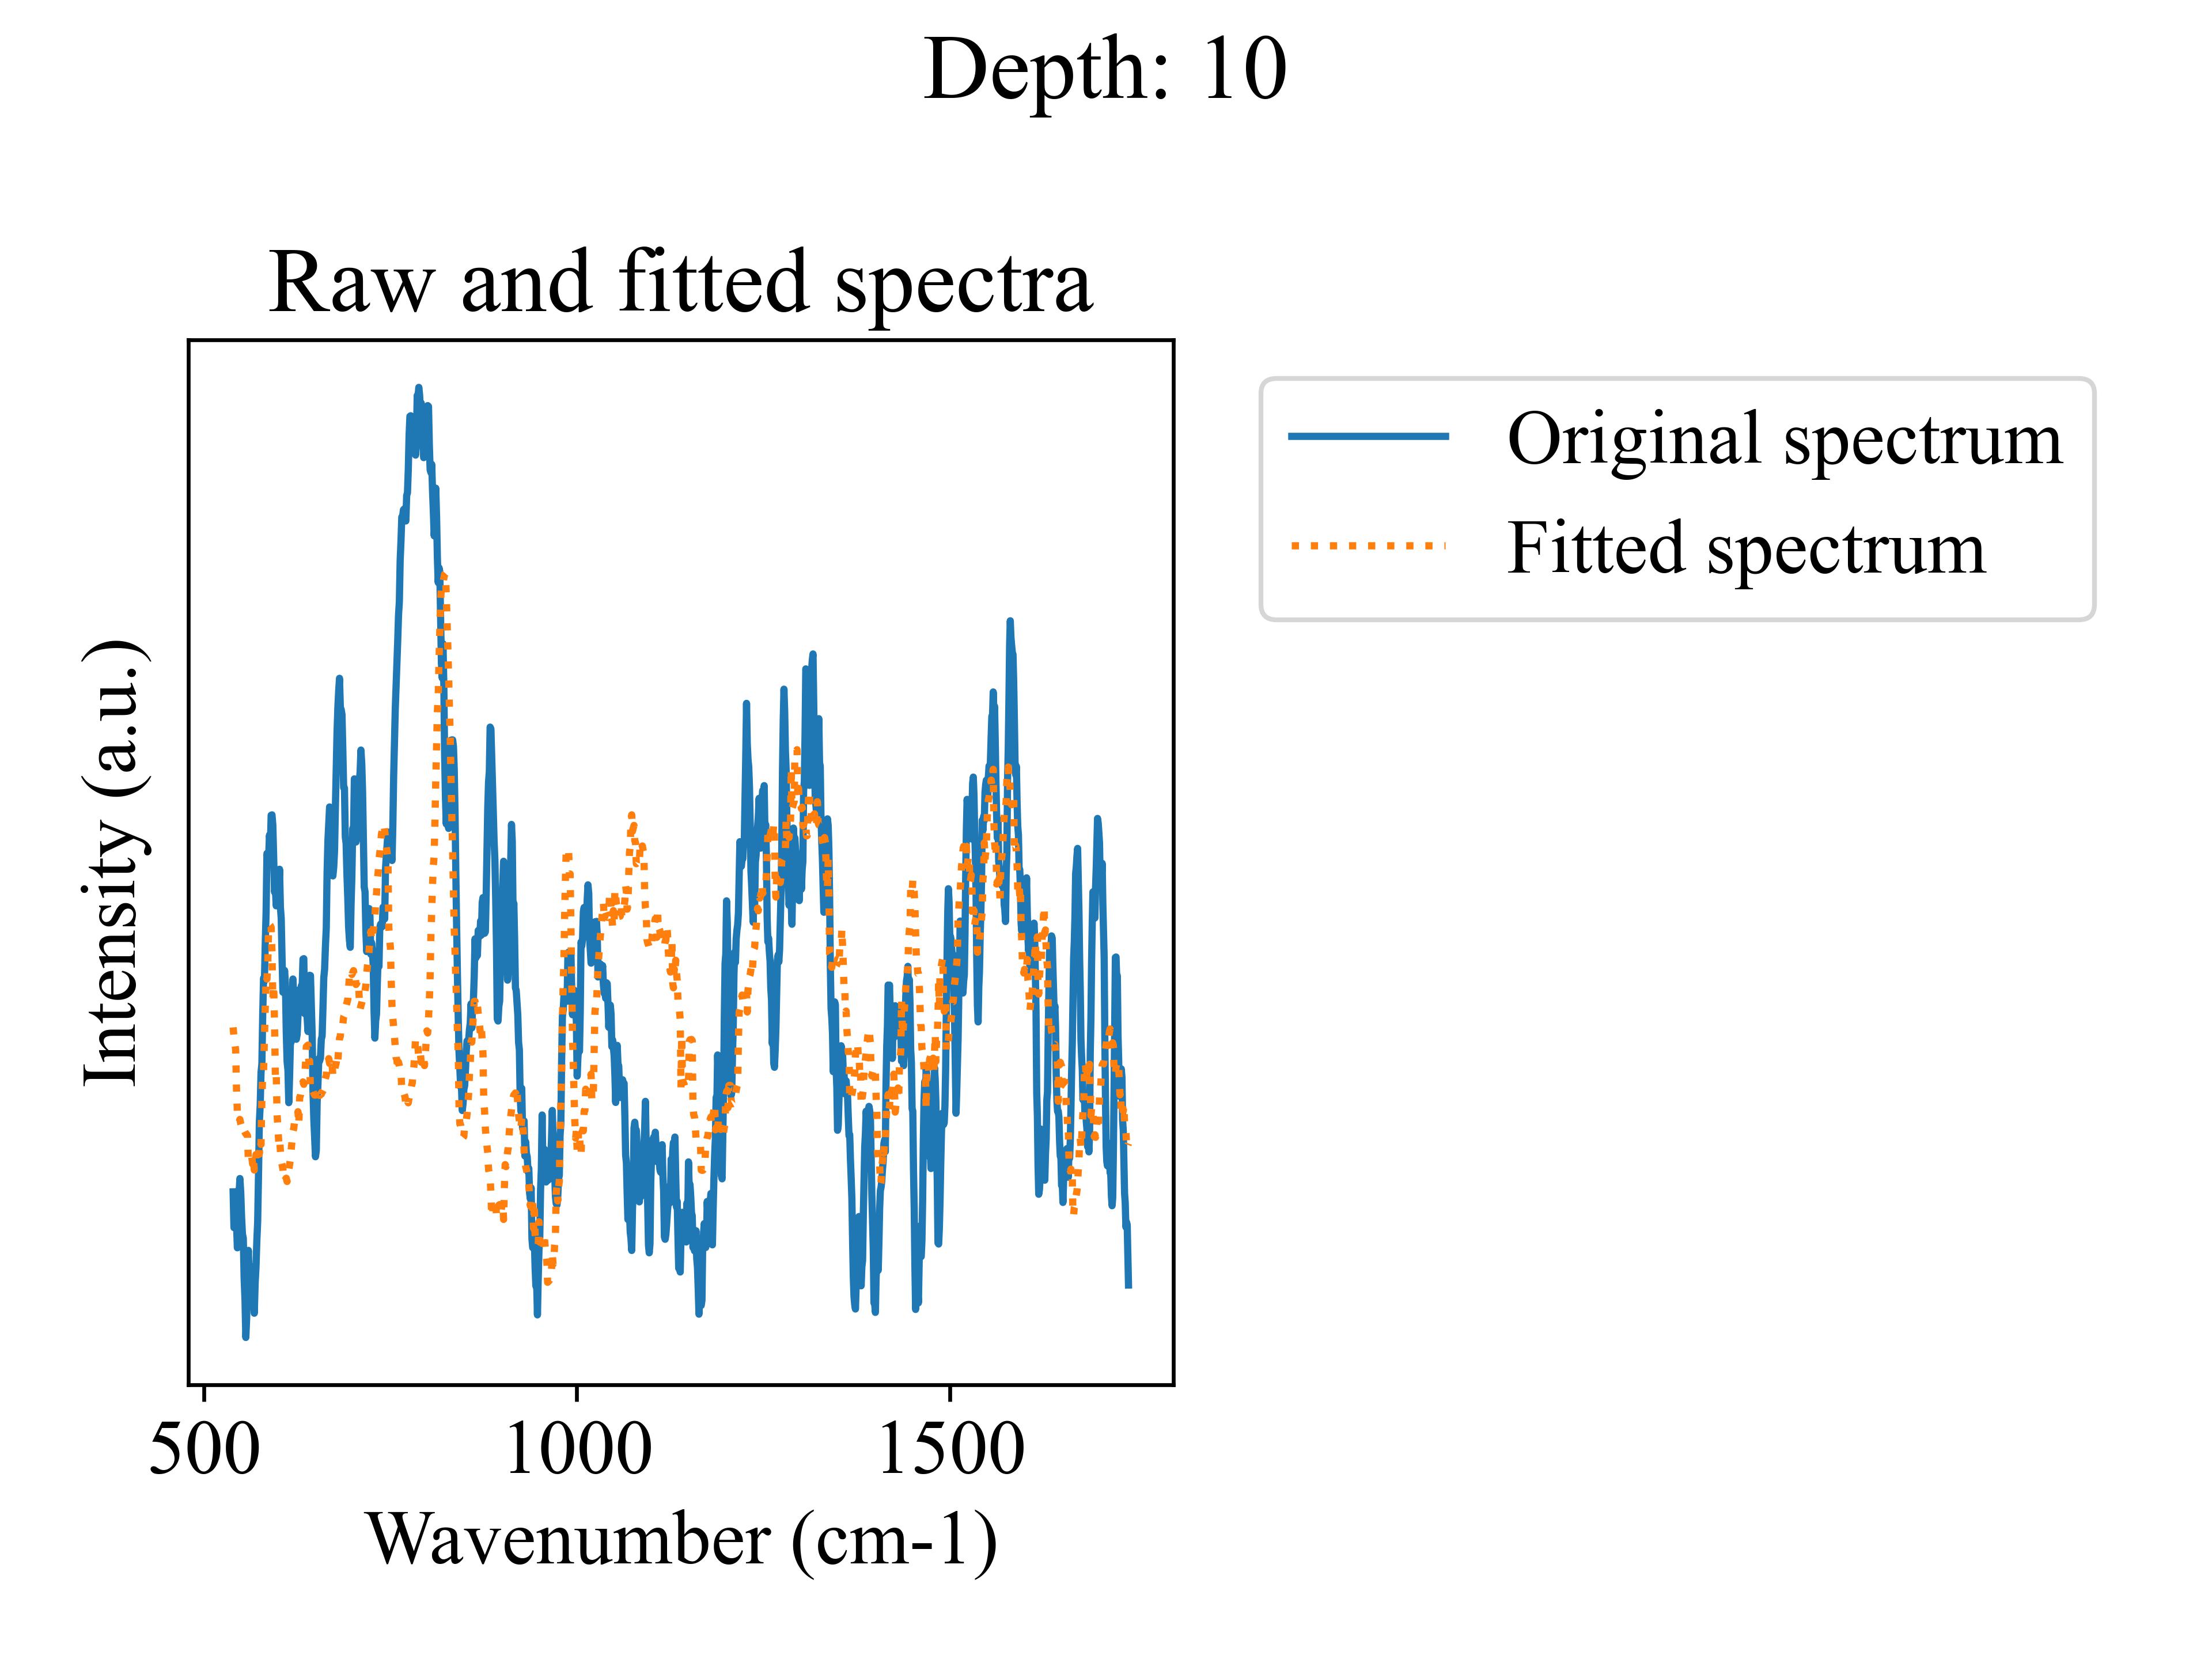 Depth: 10
Raw and fitted spectra
Original spectrum
Fitted spectrum
Intensity (a.u.)
500 1000 1500
Wavenumber (cm-1)